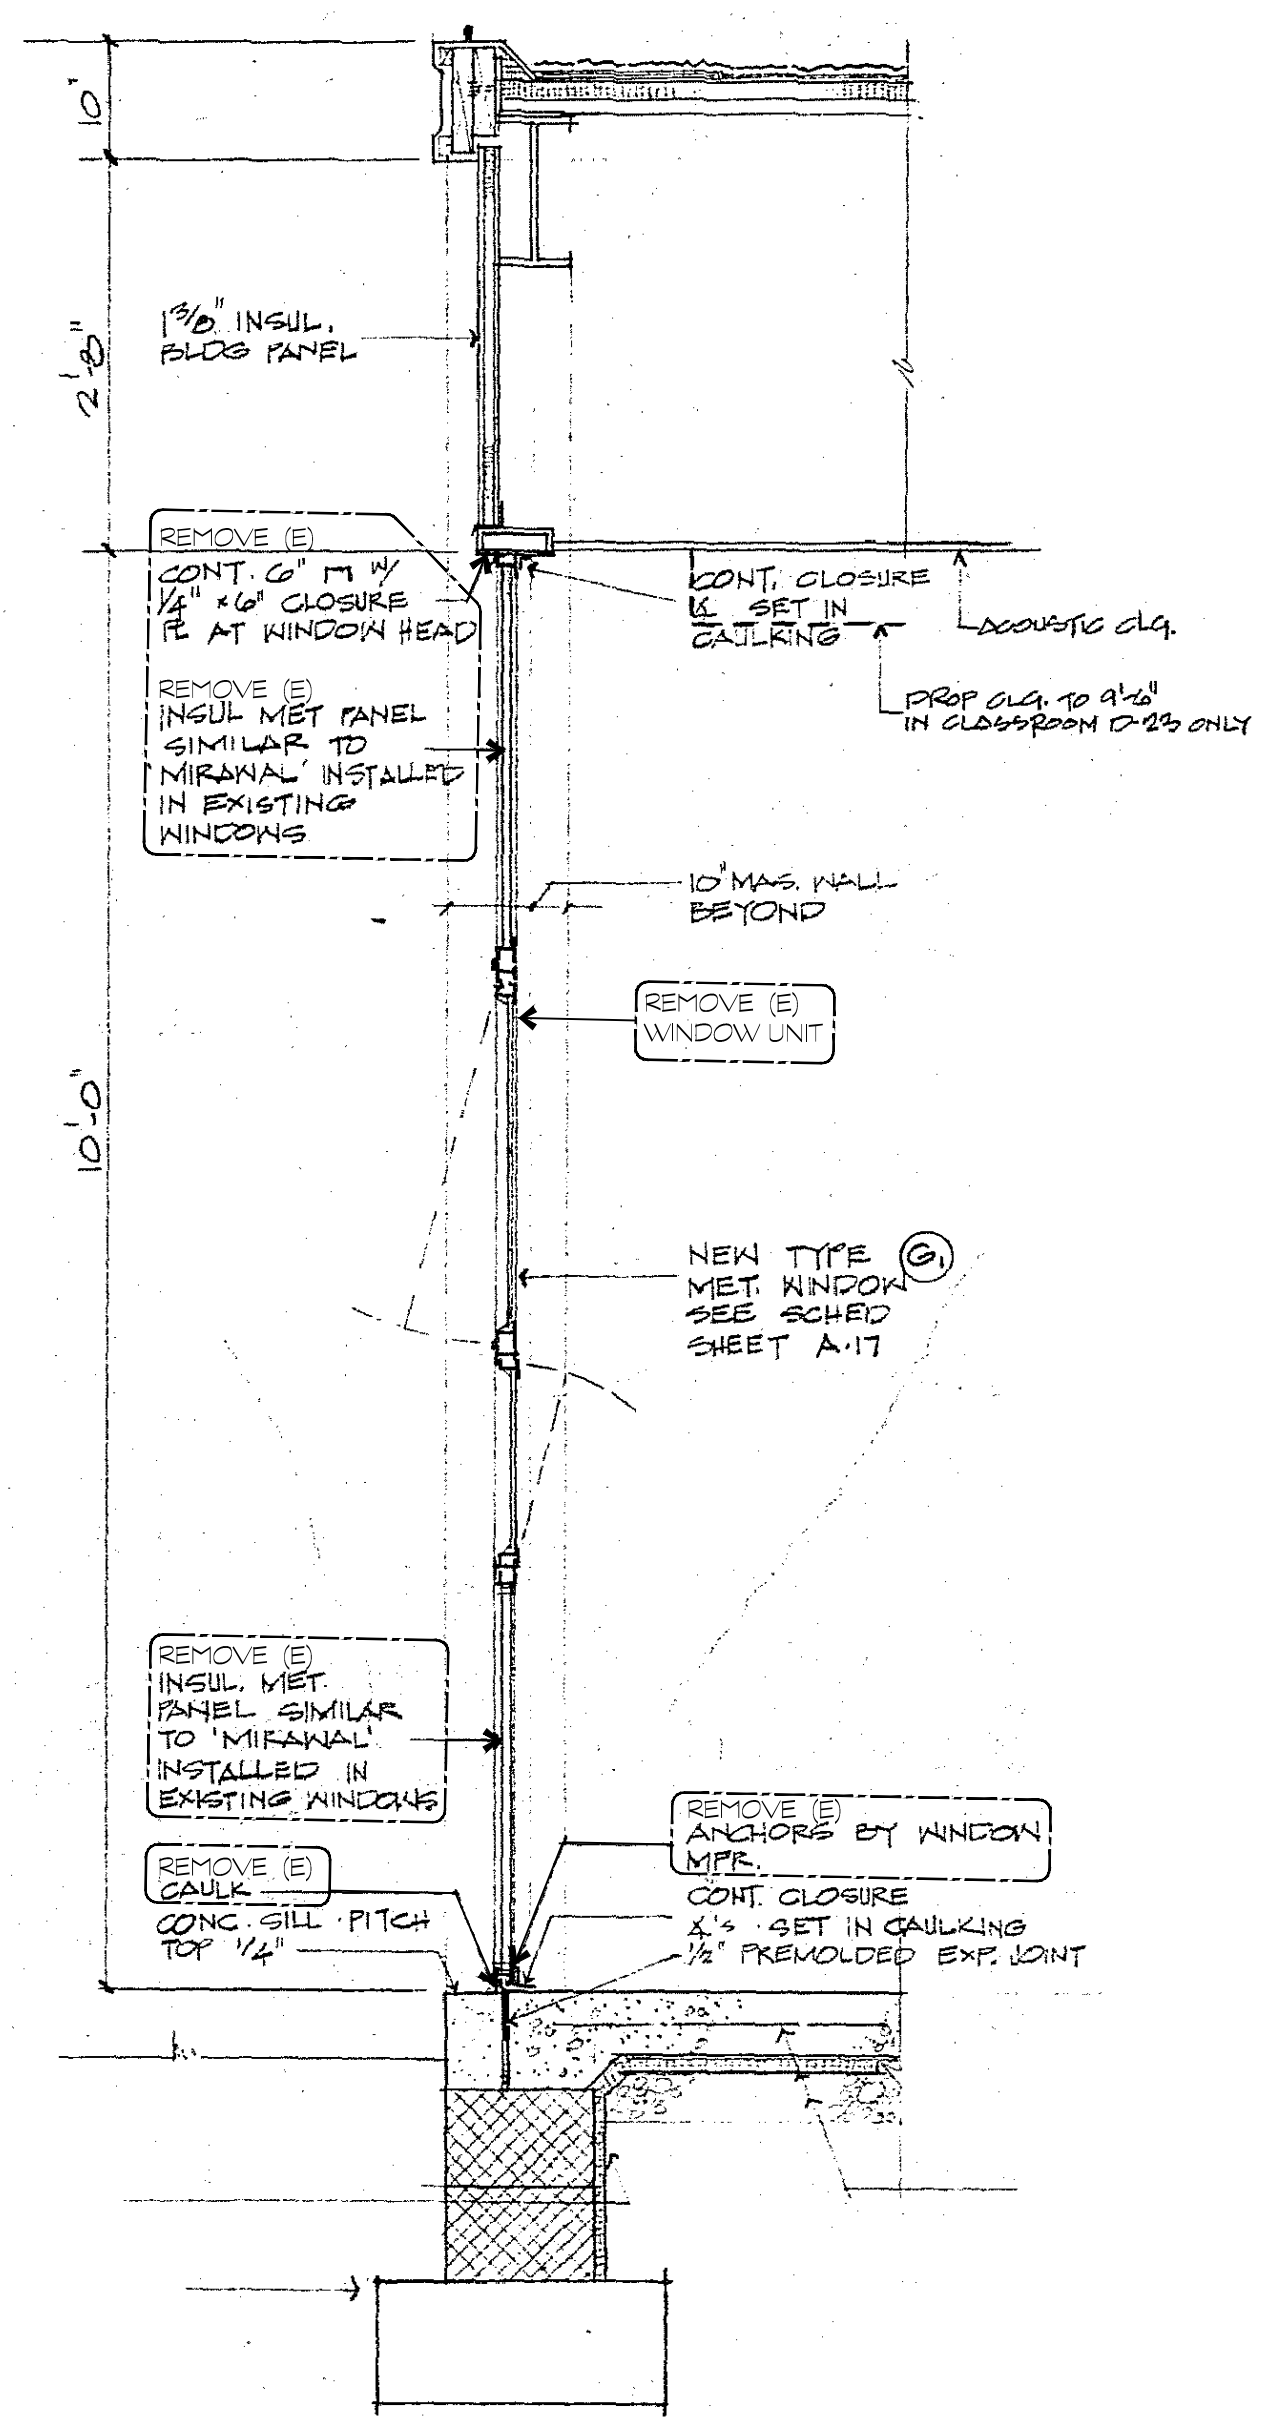 10"
1 3/8" INSUL.
BLDG PANEL
2'-8"
REMOVE (E)
CONT. 6" W/
1/4" x 6" CLOSURE
PL AT WINDOW HEAD
REMOVE (E)
INSUL MET PANEL
SIMILAR TO
'MIRAWAL' INSTALLED
IN EXISTING
WINDOWS
CONT. CLOSURE
∡ SET IN
CAULKING
ACOUSTIC CLG.
DROP CLG. TO 9'-6"
IN CLASSROOM D-23 ONLY
10" MAS. WALL
BEYOND
REMOVE (E)
WINDOW UNIT
10'-0"
NEW TYPE G1
MET. WINDOW
SEE SCHED
SHEET A-17
REMOVE (E)
INSUL. MET.
PANEL SIMILAR
TO 'MIRAWAL'
INSTALLED IN
EXISTING WINDOWS
REMOVE (E)
CAULK
CONC. SILL · PITCH
TOP 1/4"
REMOVE (E)
ANCHORS BY WINDOW
MFR.
CONT. CLOSURE
∡'s · SET IN CAULKING
1/2" PREMOLDED EXP. JOINT